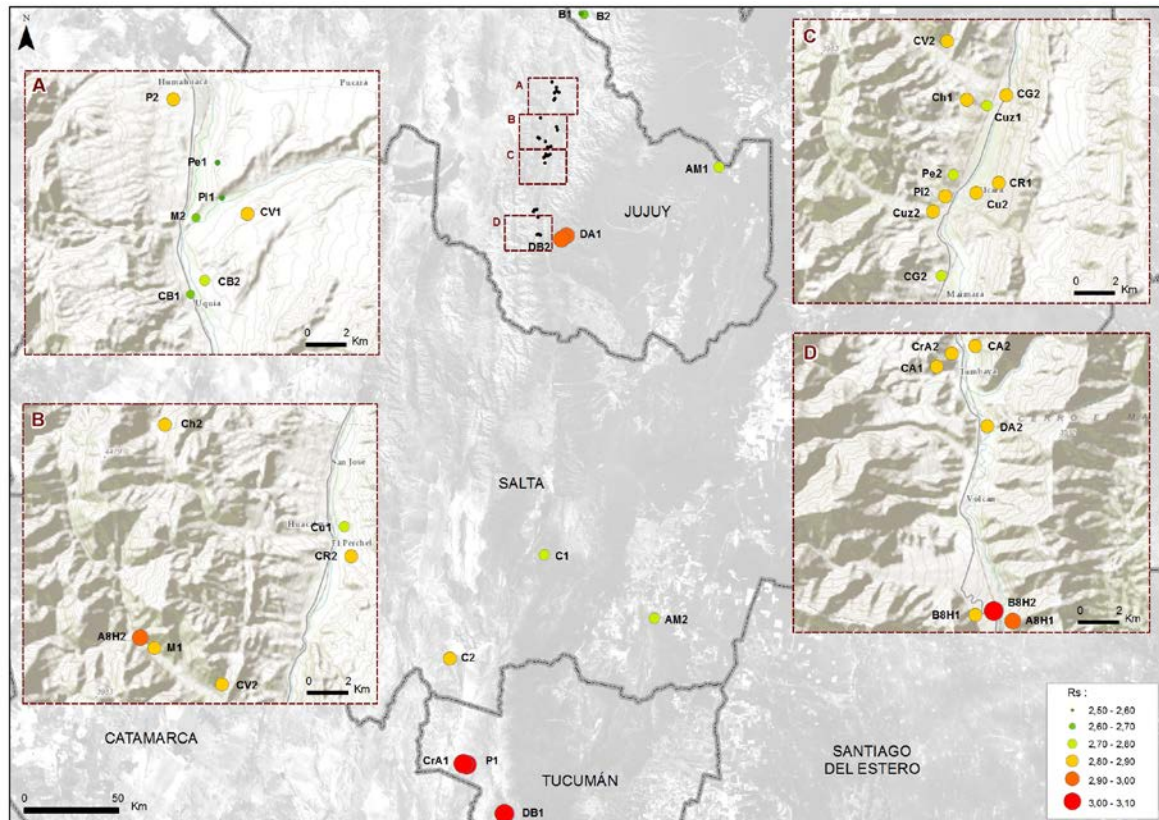 N
B1
B2
A
Humahuaca
Pucará
P2
Pe1
Pl1
M2
CV1
CB2
CB1
Uquia
0 2
Km
A
B
C
D
AM1
JUJUY
DB2
DA1
C
CV2
Ch1
CG2
Cuz1
Pe2
CR1
Pl2
Cu2
Cuz2
CG2
Maimara
0 2
Km
B
Ch2
San José
Cu1
El Perchel
CR2
A8H2
M1
CV2
0 2
Km
D
CrA2
CA2
CA1
Tumbaya
DA2
Volcan
B8H2
B8H1
A8H1
0 2
Km
SALTA
C1
AM2
C2
CATAMARCA
CrA1
P1
TUCUMÁN
DB1
SANTIAGO
DEL ESTERO
0 50
Km
Rs :
2,50 - 2,60
2,60 - 2,70
2,70 - 2,80
2,80 - 2,90
2,90 - 3,00
3,00 - 3,10